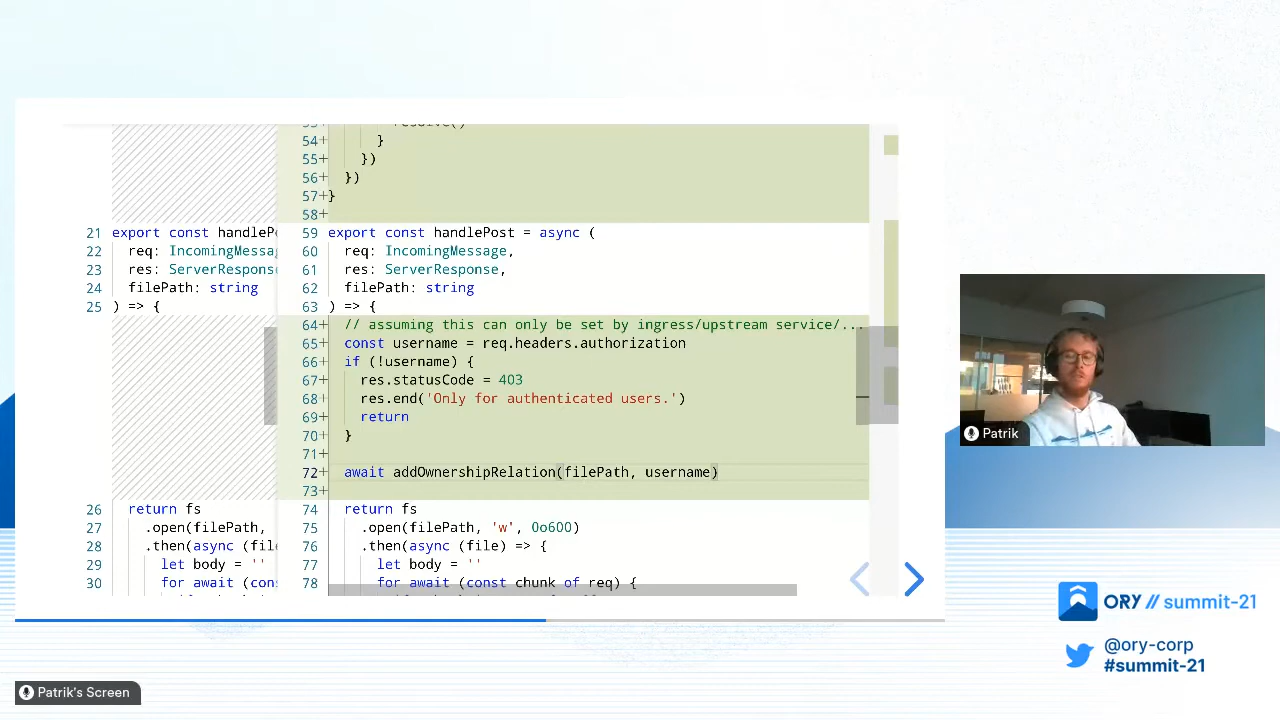 resolve()
54+ }
55+ })
56+ })
57+ }
58+
21 export const handlePo
22 req: IncomingMessag
23 res: ServerResponse
24 filePath: string
25 ) => {
59 export const handlePost = async (
60 req: IncomingMessage,
61 res: ServerResponse,
62 filePath: string
63 ) => {
64+ // assuming this can only be set by ingress/upstream service/...
65+ const username = req.headers.authorization
66+ if (!username) {
67+ res.statusCode = 403
68+ res.end('Only for authenticated users.')
69+ return
70+ }
71+
72+ await addOwnershipRelation(filePath, username)
73+
26 return fs
27 .open(filePath,
28 .then(async (file
29 let body = ''
30 for await (cons
74 return fs
75 .open(filePath, 'w', 0o600)
76 .then(async (file) => {
77 let body = ''
78 for await (const chunk of req) {
Patrik
ORY // summit-21
@ory-corp
#summit-21
Patrik's Screen